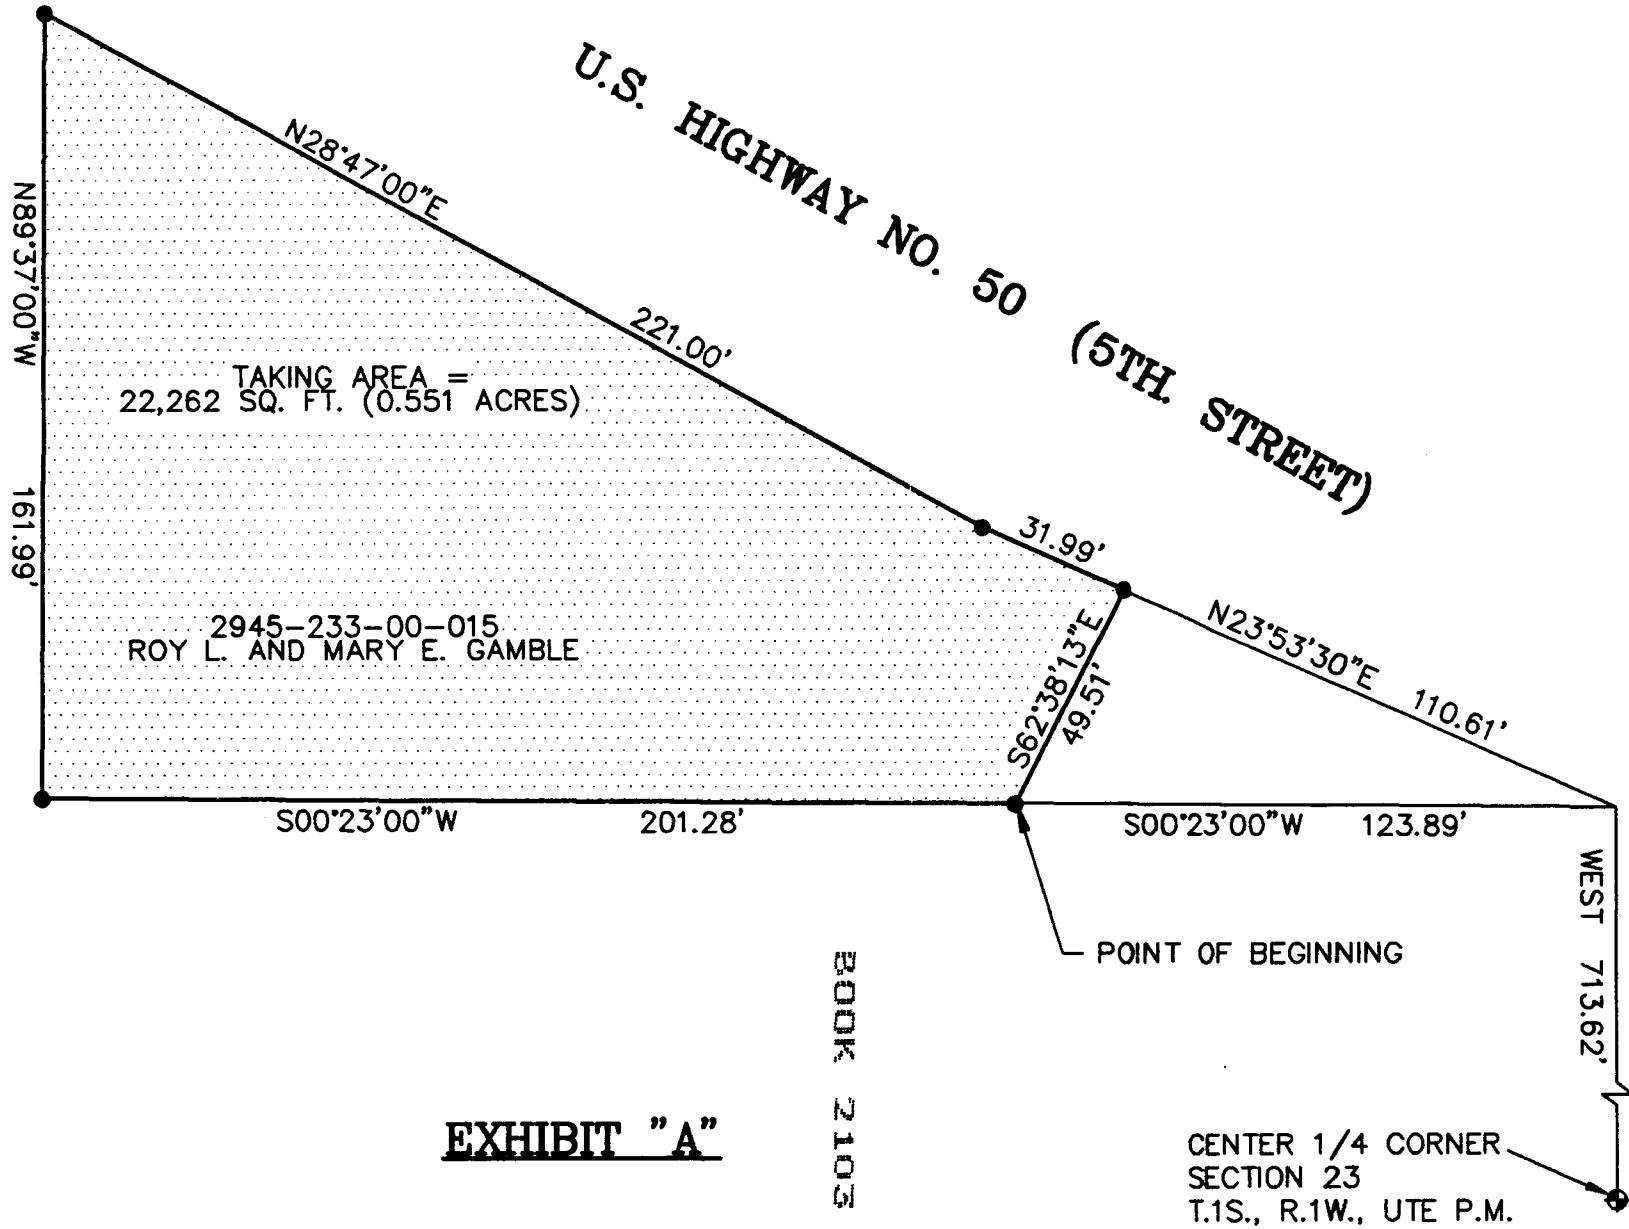 U.S. HIGHWAY NO. 50 (5TH. STREET)
N28°47'00"E
221.00'
N89°37'00"W
161.99'
TAKING AREA =
22,262 SQ. FT. (0.551 ACRES)
31.99'
2945-233-00-015
ROY L. AND MARY E. GAMBLE
S62°38'13"E
49.51'
N23°53'30"E
110.61'
S00°23'00"W
201.28'
S00°23'00"W
123.89'
WEST 713.62'
POINT OF BEGINNING
BOOK 2103
EXHIBIT "A"
CENTER 1/4 CORNER
SECTION 23
T.1S., R.1W., UTE P.M.